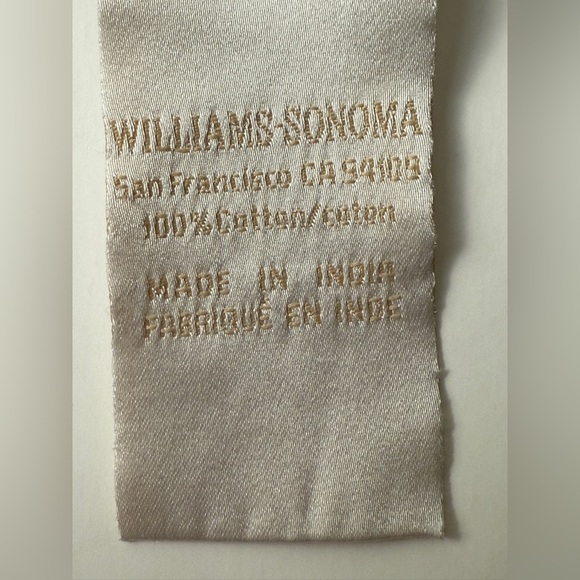 WILLIAMS-SONOMA
San Francisco CA 94109
100% Cotton/coton
MADE IN INDIA
FABRIQUÉ EN INDE